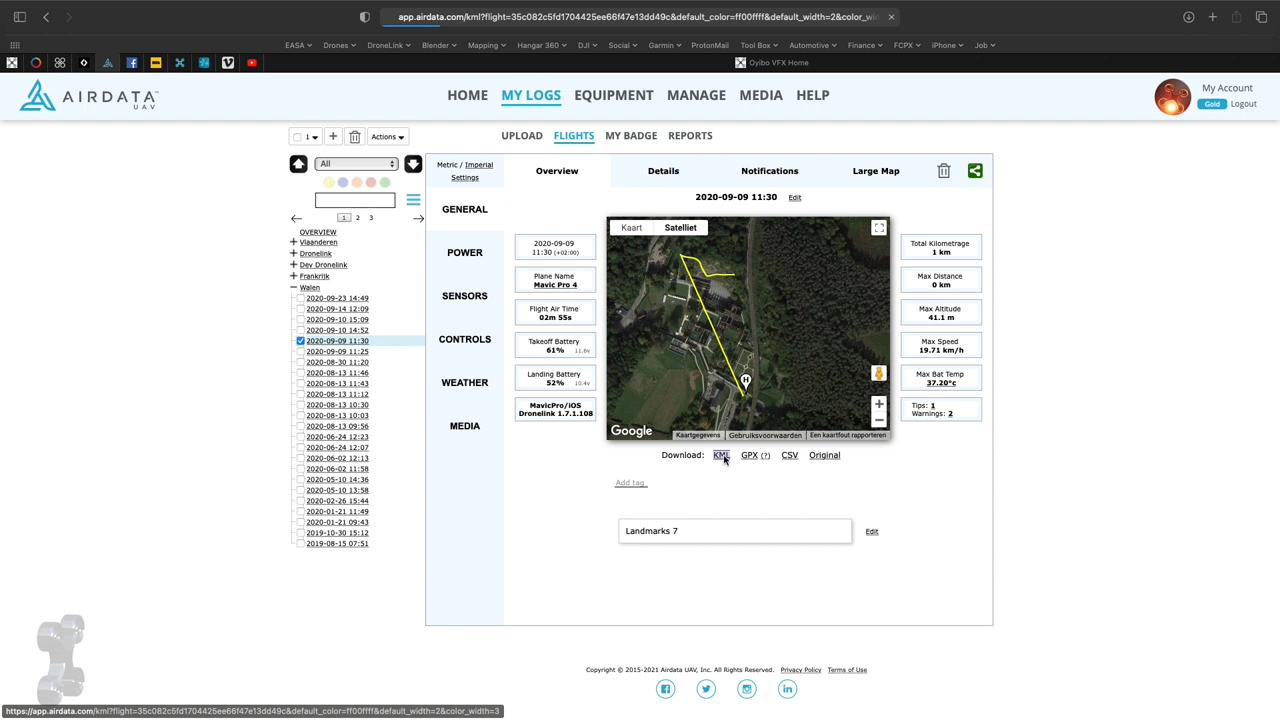 app.airdata.com/kml?flight=35c082c5fd1704425ee66f47e13dd49c&default_color=ff00ffff&default_width=2&color_wi
EASA Drones DroneLink Blender Mapping Hangar 360 DJI Social Garmin ProtonMail Tool Box Automotive Finance FCPX iPhone Job
Oyibo VFX Home
AIRDATA UAV
HOME MY LOGS EQUIPMENT MANAGE MEDIA HELP
My Account
Gold Logout
1 Actions
UPLOAD FLIGHTS MY BADGE REPORTS
All
1 2 3
OVERVIEW
Vlaanderen
Dronelink
Dev Dronelink
Frankrijk
Walen
2020-09-23 14:49
2020-09-14 12:09
2020-09-10 15:09
2020-09-10 14:52
2020-09-09 11:30
2020-09-09 11:25
2020-08-30 11:20
2020-08-13 11:46
2020-08-13 11:43
2020-08-13 11:12
2020-08-13 10:30
2020-08-13 10:03
2020-08-13 09:56
2020-06-24 12:23
2020-06-24 12:07
2020-06-02 12:13
2020-06-02 11:58
2020-05-10 14:36
2020-05-10 13:58
2020-02-26 15:44
2020-01-21 11:49
2020-01-21 09:43
2019-10-30 15:12
2019-08-15 07:51
Metric / Imperial
Settings
GENERAL
POWER
SENSORS
CONTROLS
WEATHER
MEDIA
Overview Details Notifications Large Map
2020-09-09 11:30 Edit
2020-09-09
11:30 (+02:00)
Plane Name
Mavic Pro 4
Flight Air Time
02m 55s
Takeoff Battery
61% 11.6v
Landing Battery
52% 10.4v
MavicPro/iOS
Dronelink 1.7.1.108
Kaart Satelliet
H
Google
Kaartgegevens Gebruiksvoorwaarden Een kaartfout rapporteren
Total Kilometrage
1 km
Max Distance
0 km
Max Altitude
41.1 m
Max Speed
19.71 km/h
Max Bat Temp
37.20°c
Tips: 1
Warnings: 2
Download: KML GPX (?) CSV Original
Add tag
Landmarks 7 Edit
Copyright © 2015-2021 Airdata UAV, Inc. All Rights Reserved. Privacy Policy Terms of Use
https://app.airdata.com/kml?flight=35c082c5fd1704425ee66f47e13dd49c&default_color=ff00ffff&default_width=2&color_width=3